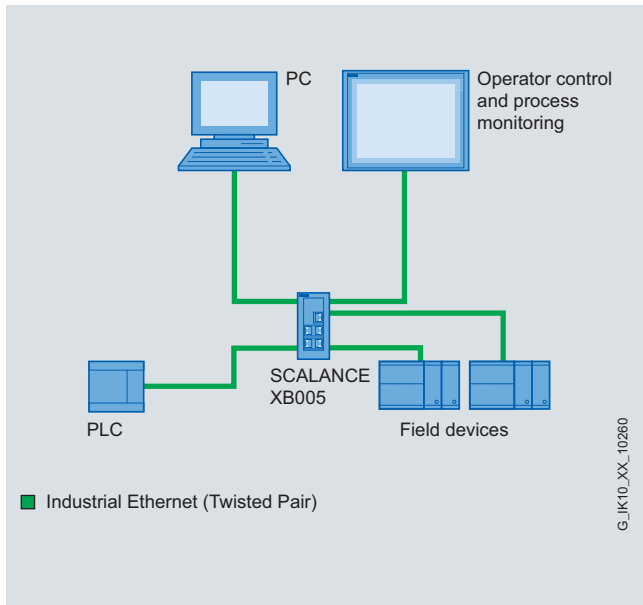 PC
Operator control
and process
monitoring
SCALANCE
XB005
PLC
Field devices
Industrial Ethernet (Twisted Pair)
G_IK10_XX_10260